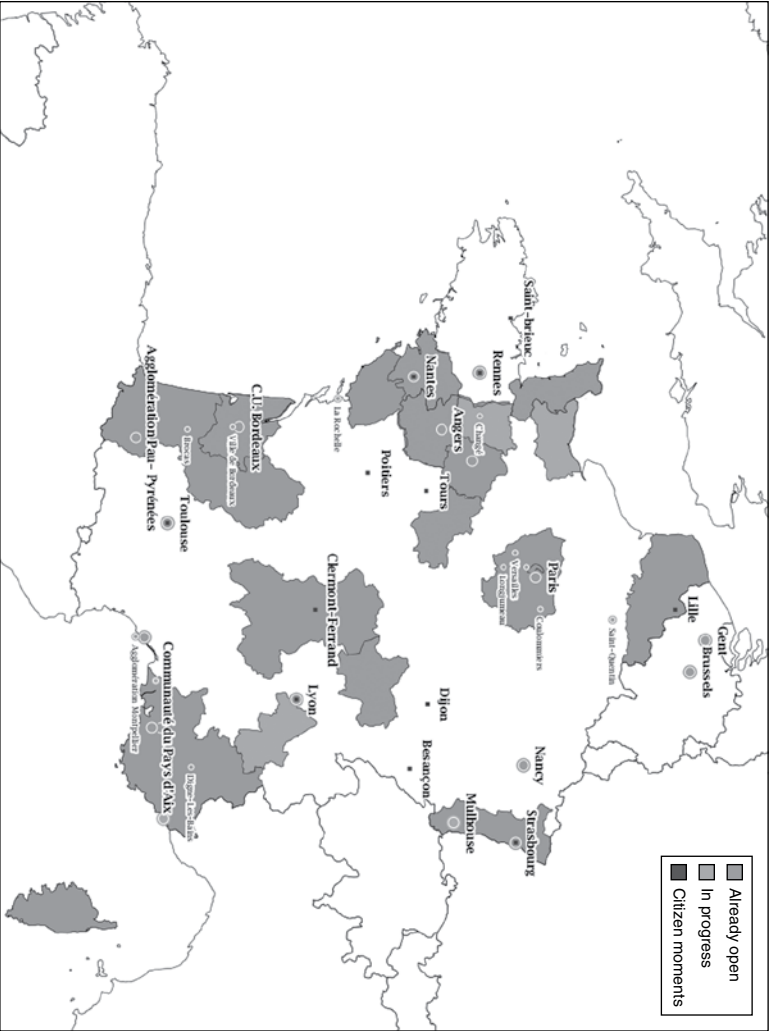 Already open
In progress
Citizen moments
Lille
Gent
Brussels
Saint-Quentin
Saint-brieuc
Rennes
Paris
Versailles
Longjumeau
Coulommiers
Nancy
Strasbourg
Nantes
Changé
Angers
Tours
Mulhouse
Dijon
Besançon
Poitiers
La Rochelle
Clermont-Ferrand
Lyon
C.U. Bordeaux
Ville de Bordeaux
Brocas
Toulouse
Agglomération Pau- Pyrénées
Digne-Les-Bains
Communauté du Pays d'Aix
Agglomération Montpellier